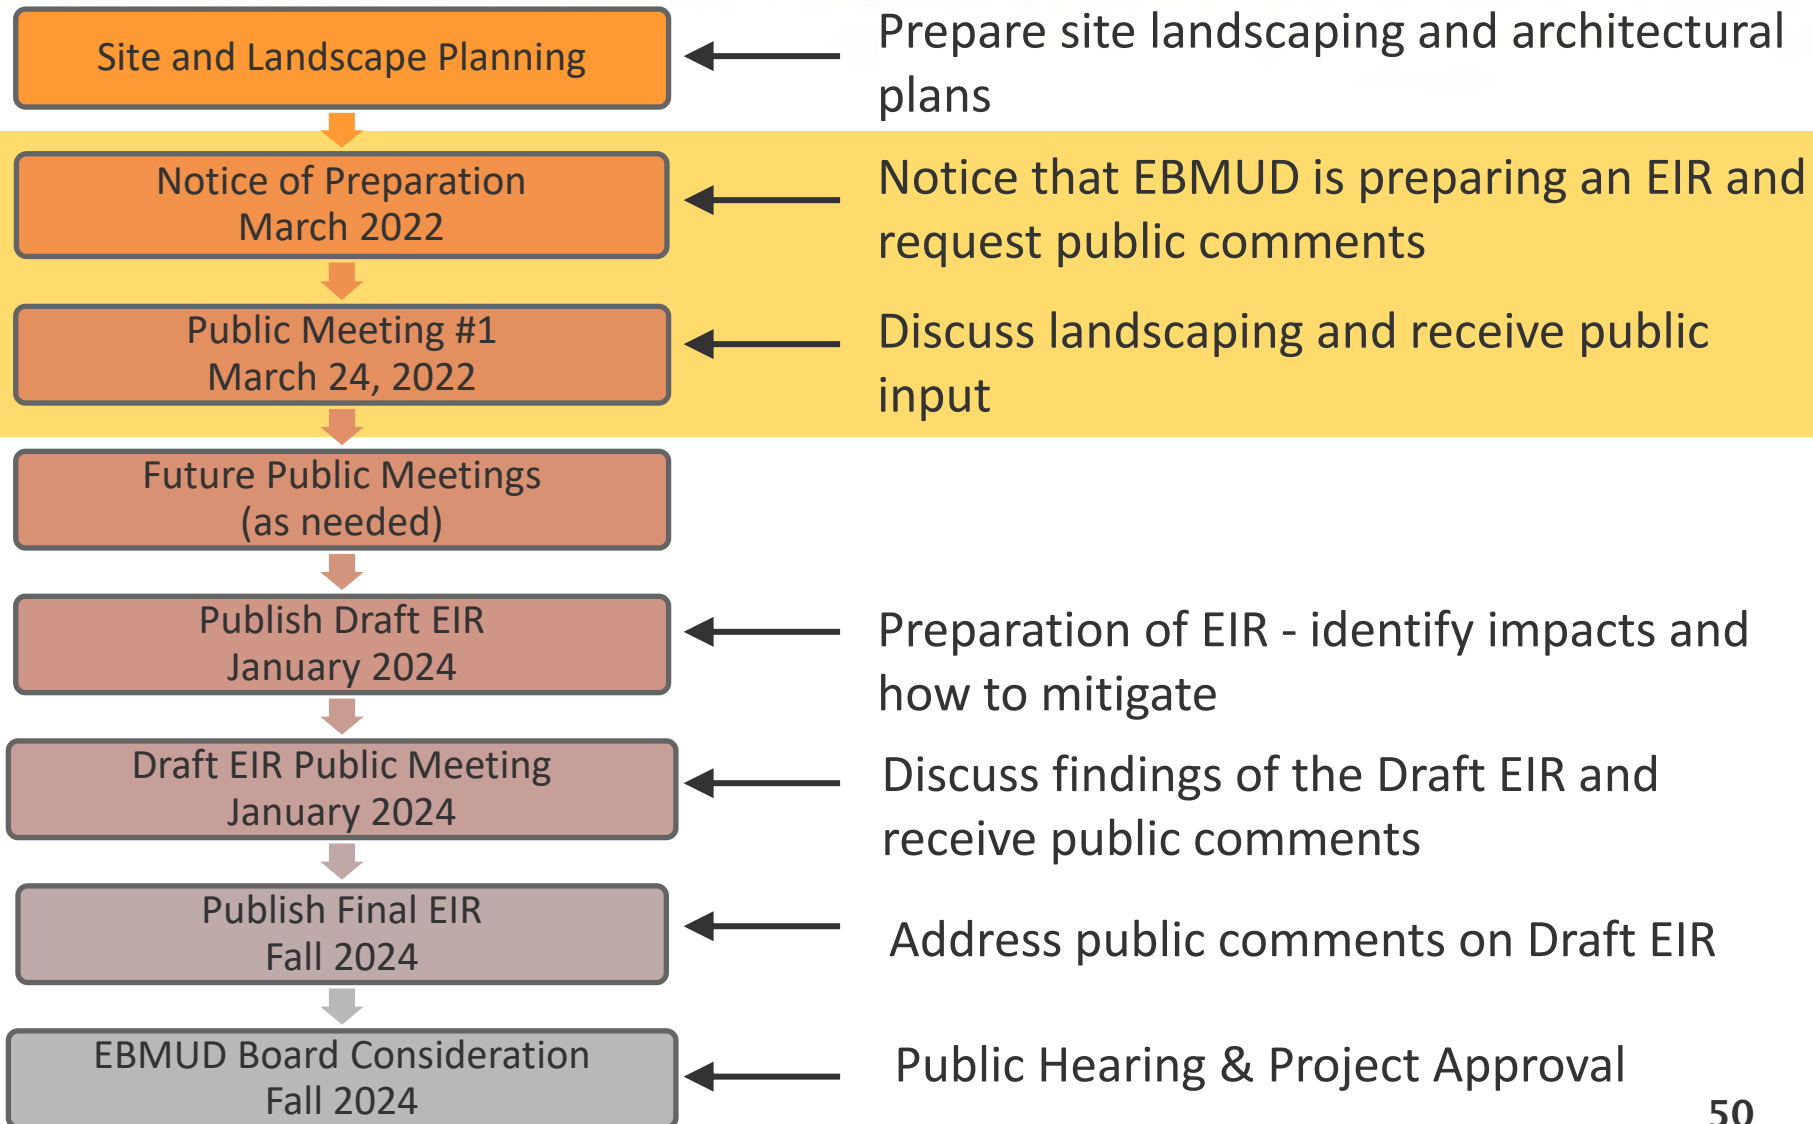 Site and Landscape Planning
Prepare site landscaping and architectural
plans
Notice of Preparation
March 2022
Notice that EBMUD is preparing an EIR and
request public comments
Public Meeting #1
March 24, 2022
Discuss landscaping and receive public
input
Future Public Meetings
(as needed)
Publish Draft EIR
January 2024
Preparation of EIR - identify impacts and
how to mitigate
Draft EIR Public Meeting
January 2024
Discuss findings of the Draft EIR and
receive public comments
Publish Final EIR
Fall 2024
Address public comments on Draft EIR
EBMUD Board Consideration
Fall 2024
Public Hearing & Project Approval
50